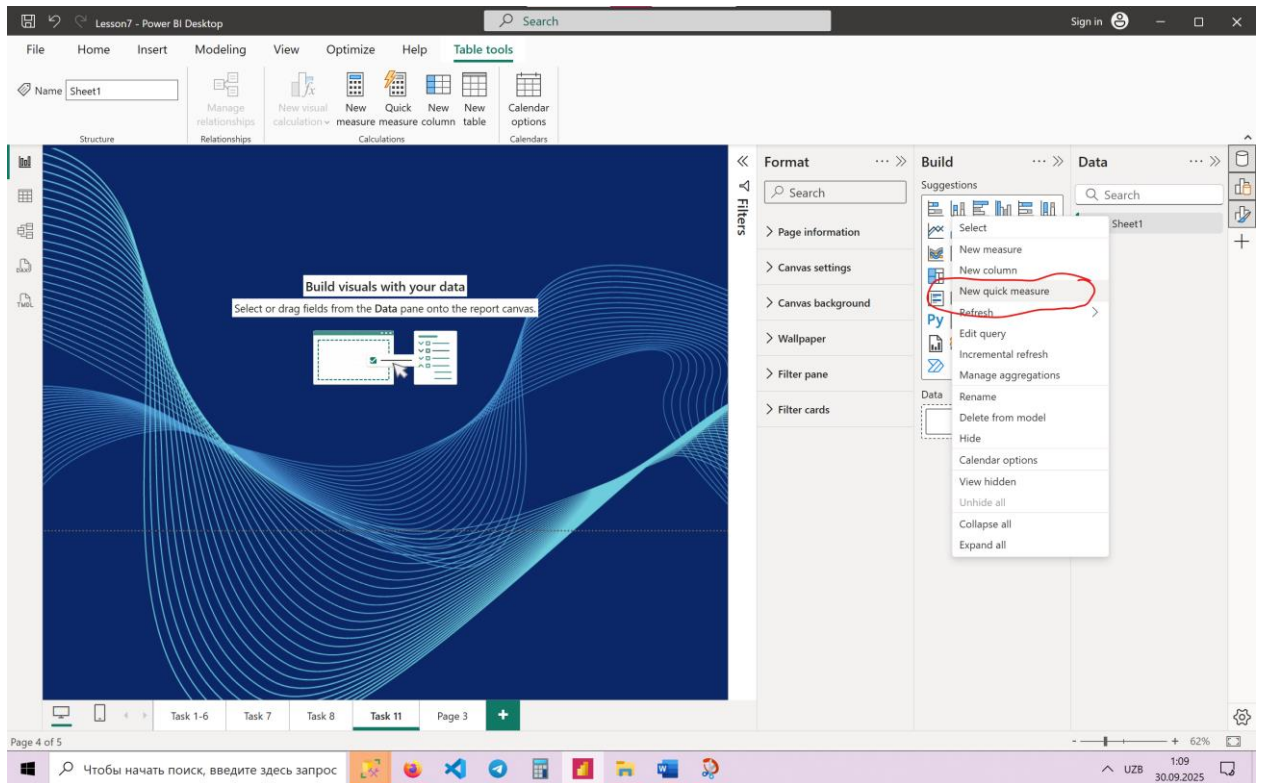 Lesson7 - Power BI Desktop
Search
Sign in
File Home Insert Modeling View Optimize Help Table tools
Name Sheet1
Manage relationships
New visual calculation
New measure
Quick measure
New column
New table
Calendar options
Structure
Relationships
Calculations
Calendars
Build visuals with your data
Select or drag fields from the Data pane onto the report canvas.
Filters
Format
Search
Page information
Canvas settings
Canvas background
Wallpaper
Filter pane
Filter cards
Build
Suggestions
Py
Data
Select
New measure
New column
New quick measure
Refresh
Edit query
Incremental refresh
Manage aggregations
Rename
Delete from model
Hide
Calendar options
View hidden
Unhide all
Collapse all
Expand all
Data
Search
Sheet1
DAX
TMDL
Task 1-6 Task 7 Task 8 Task 11 Page 3
Page 4 of 5
62%
Чтобы начать поиск, введите здесь запрос
UZB
1:09
30.09.2025